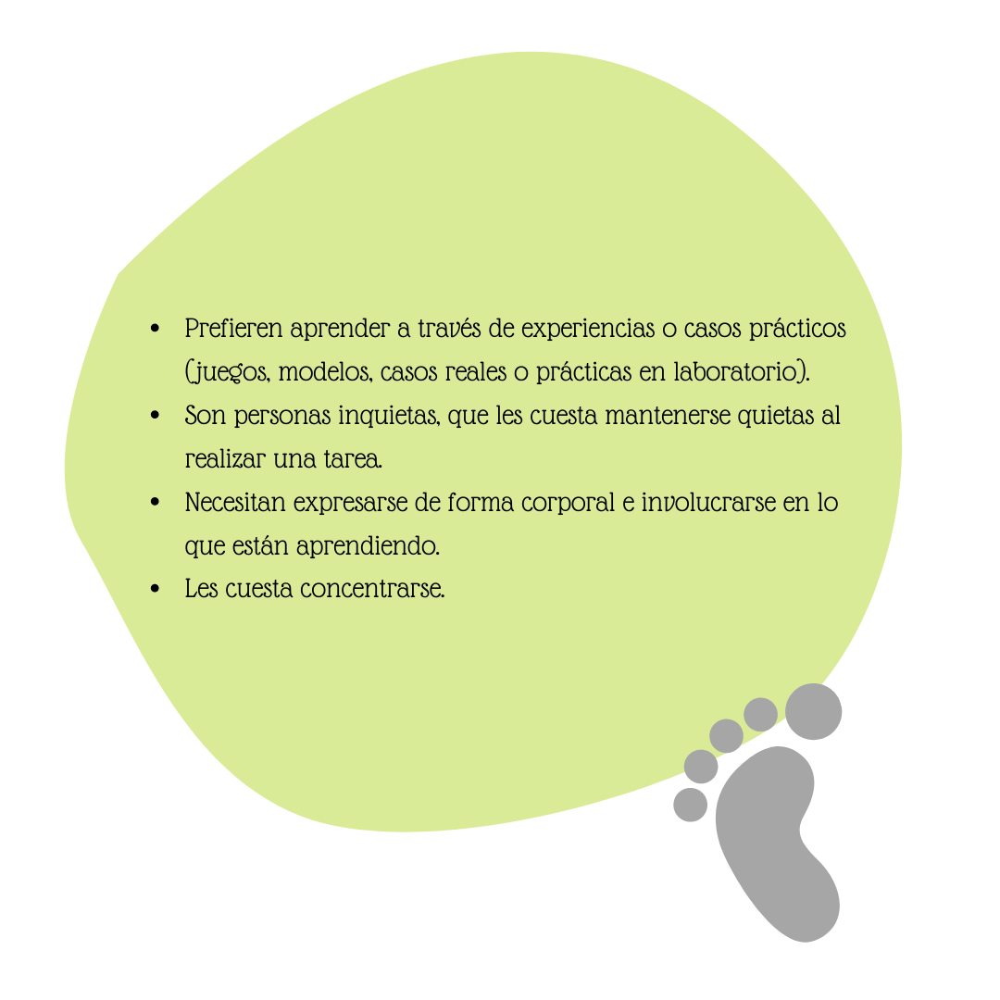 • Prefieren aprender a través de experiencias o casos prácticos
(juegos, modelos, casos reales o prácticas en laboratorio).
• Son personas inquietas, que les cuesta mantenerse quietas al
realizar una tarea.
• Necesitan expresarse de forma corporal e involucrarse en lo
que están aprendiendo.
• Les cuesta concentrarse.